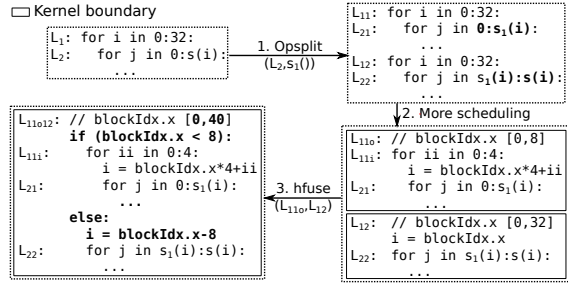 Kernel boundary
L₁: for i in 0:32:
L₂: for j in 0:s(i):
...
1. Opsplit
(L₂,s₁())
L₁₁: for i in 0:32:
L₂₁: for j in 0:s₁(i):
...
L₁₂: for i in 0:32:
L₂₂: for j in s₁(i):s(i):
...
2. More scheduling
L₁₁ₒ: // blockIdx.x [0,8]
L₁₁ᵢ: for ii in 0:4:
i = blockIdx.x*4+ii
L₂₁: for j in 0:s₁(i):
...
L₁₂: // blockIdx.x [0,32]
i = blockIdx.x
L₂₂: for j in s₁(i):s(i):
...
3. hfuse
(L₁₁ₒ,L₁₂)
L₁₁ₒ₁₂: // blockIdx.x [0,40]
if (blockIdx.x < 8):
L₁₁ᵢ: for ii in 0:4:
i = blockIdx.x*4+ii
L₂₁: for j in 0:s₁(i):
...
else:
i = blockIdx.x-8
L₂₂: for j in s₁(i):s(i):
...